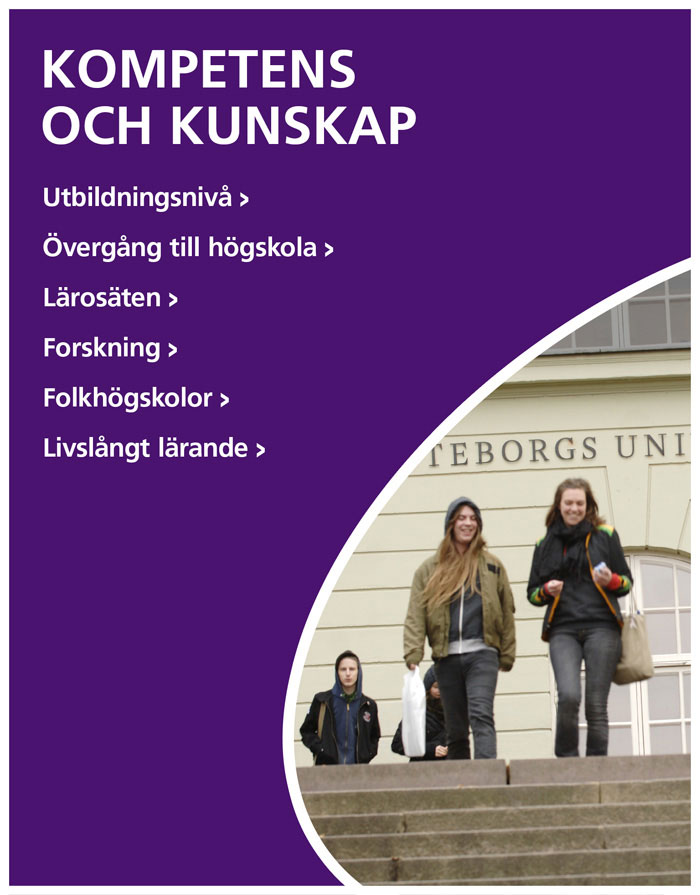 KOMPETENS
OCH KUNSKAP
Utbildningsnivå >
Övergång till högskola >
Lärosäten >
Forskning >
Folkhögskolor >
Livslångt lärande >
TEBORGS UNI